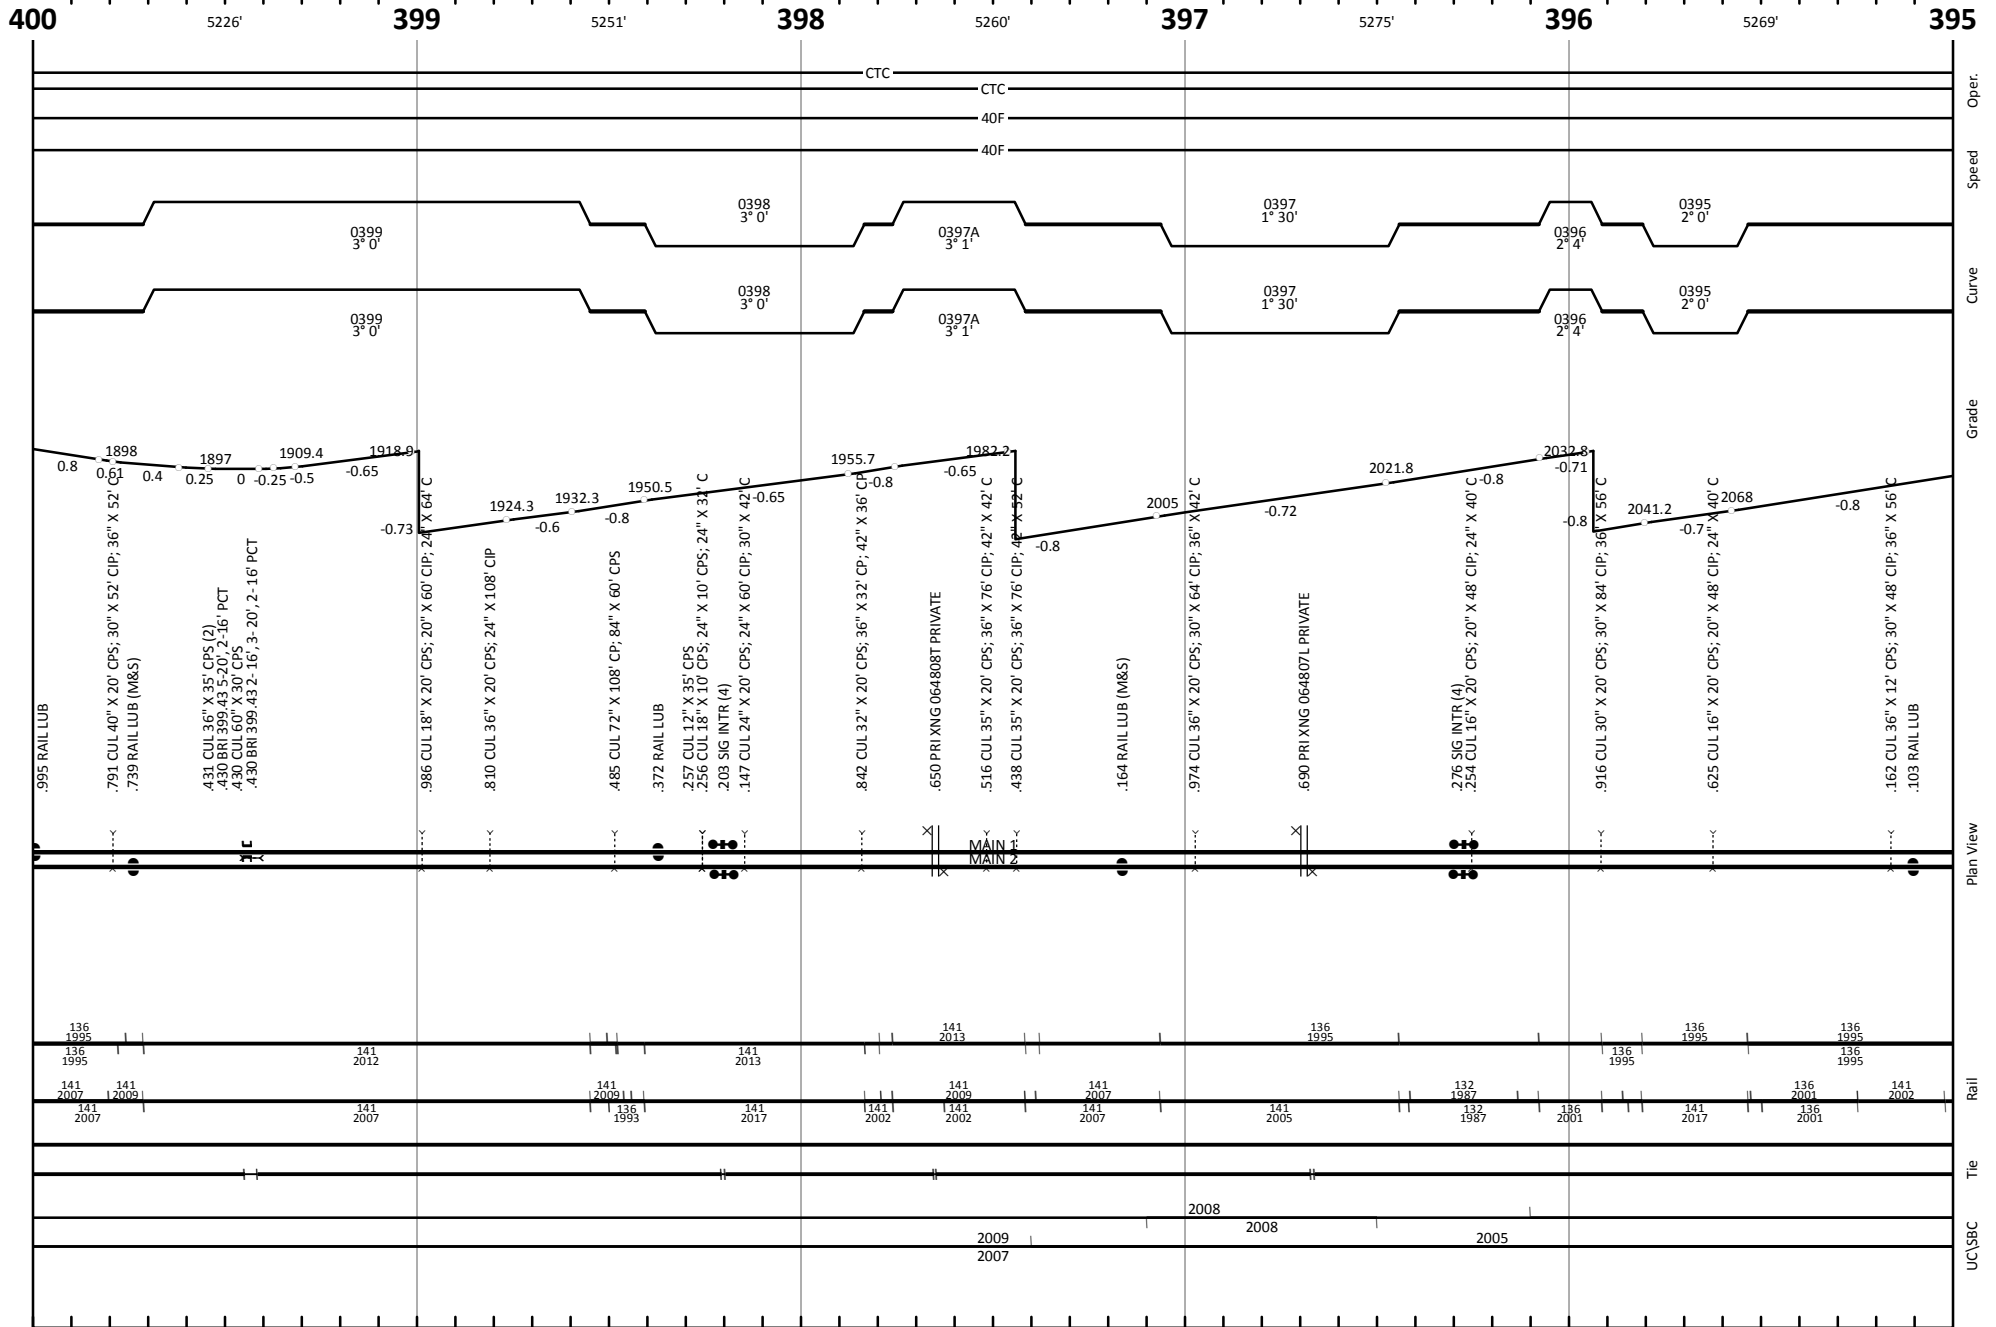 400 5226' 399 5251' 398 5260' 397 5275' 396 5269' 395
CTC
CTC
40F
40F
Oper.
Speed
0398
3° 0'
0397
1° 30'
0395
2° 0'
0399
3° 0'
0397A
3° 1'
0396
2° 4'
Curve
0398
3° 0'
0397
1° 30'
0395
2° 0'
0399
3° 0'
0397A
3° 1'
0396
2° 4'
Grade
1898 1897 1909.4 1918.9 1924.3 1932.3 1950.5 1955.7 1982.2 2005 2021.8 2032.8 2041.2 2068
0.8 0.61 0.4 0.25 0 -0.25 -0.5 -0.65 -0.73 -0.6 -0.8 -0.65 -0.8 -0.65 -0.8 -0.72 -0.8 -0.71 -0.8 -0.7 -0.8
.995 RAIL LUB
.791 CUL 40" X 20' CPS; 30" X 52' CIP; 36" X 52' C
.739 RAIL LUB (M&S)
.431 CUL 36" X 35' CPS (2)
.430 BRI 399.43 5-20', 2-16' PCT
.430 CUL 60" X 30' CPS
.430 BRI 399.43 2- 16', 3- 20', 2- 16' PCT
.986 CUL 18" X 20' CPS; 20" X 60' CIP; 24" X 64' C
.810 CUL 36" X 20' CPS; 24" X 108' CIP
.485 CUL 72" X 108' CP; 84" X 60' CPS
.372 RAIL LUB
.257 CUL 12" X 35' CPS
.256 CUL 18" X 10' CPS; 24" X 10' CPS; 24" X 32' C
.203 SIG INTR (4)
.147 CUL 24" X 20' CPS; 24" X 60' CIP; 30" X 42' C
.842 CUL 32" X 20' CPS; 36" X 32' CP; 42" X 36' CP
.650 PRI XNG 064808T PRIVATE
.516 CUL 35" X 20' CPS; 36" X 76' CIP; 42" X 42' C
.438 CUL 35" X 20' CPS; 36" X 76' CIP; 42" X 52' C
.164 RAIL LUB (M&S)
.974 CUL 36" X 20' CPS; 30" X 64' CIP; 36" X 42' C
.690 PRI XNG 064807L PRIVATE
.276 SIG INTR (4)
.254 CUL 16" X 20' CPS; 20" X 48' CIP; 24" X 40' C
.916 CUL 30" X 20' CPS; 30" X 84' CIP; 36" X 56' C
.625 CUL 16" X 20' CPS; 20" X 48' CIP; 24" X 40' C
.162 CUL 36" X 12' CPS; 30" X 48' CIP; 36" X 56' C
.103 RAIL LUB
MAIN 1
MAIN 2
Plan View
136 141 136 136 136
1995 2013 1995 1995 1995
136 141 141 136 136
1995 2012 2013 1995 1995
Rail
141 141 141 141 141 132 136 141
2007 2009 2009 2009 2007 1987 2001 2002
141 141 136 141 141 141 141 141 132 136 141 136
2007 2007 1993 2017 2002 2002 2007 2005 1987 2001 2017 2001
Tie
2008
2008
2009 2005
2007
UC\SBC